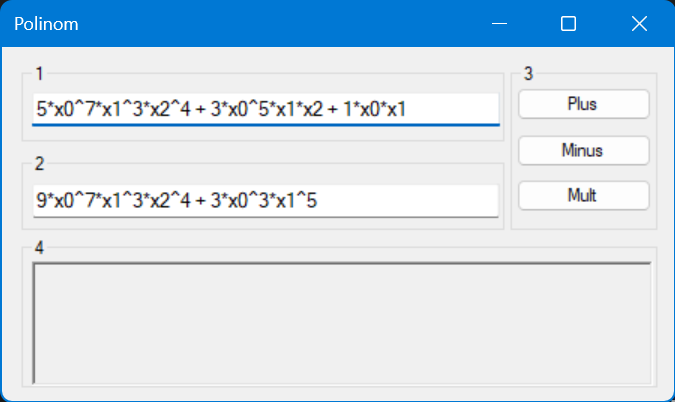 Polinom
1
5*x0^7*x1^3*x2^4 + 3*x0^5*x1*x2 + 1*x0*x1
2
9*x0^7*x1^3*x2^4 + 3*x0^3*x1^5
3
Plus
Minus
Mult
4